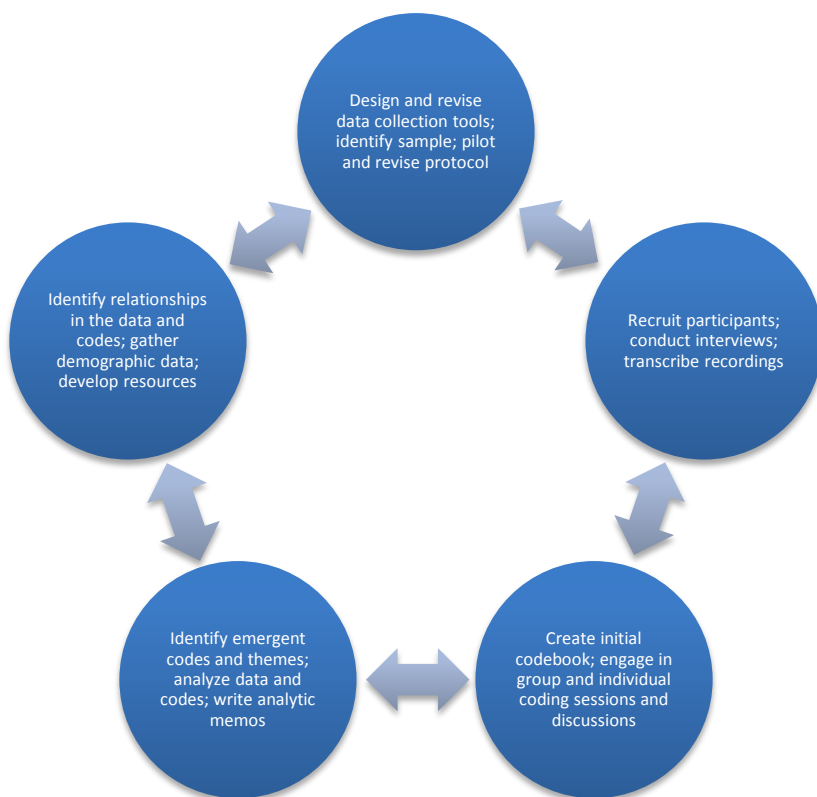 Design and revise
data collection tools;
identify sample; pilot
and revise protocol
Recruit participants;
conduct interviews;
transcribe recordings
Create initial
codebook; engage in
group and individual
coding sessions and
discussions
Identify emergent
codes and themes;
analyze data and
codes; write analytic
memos
Identify relationships
in the data and
codes; gather
demographic data;
develop resources